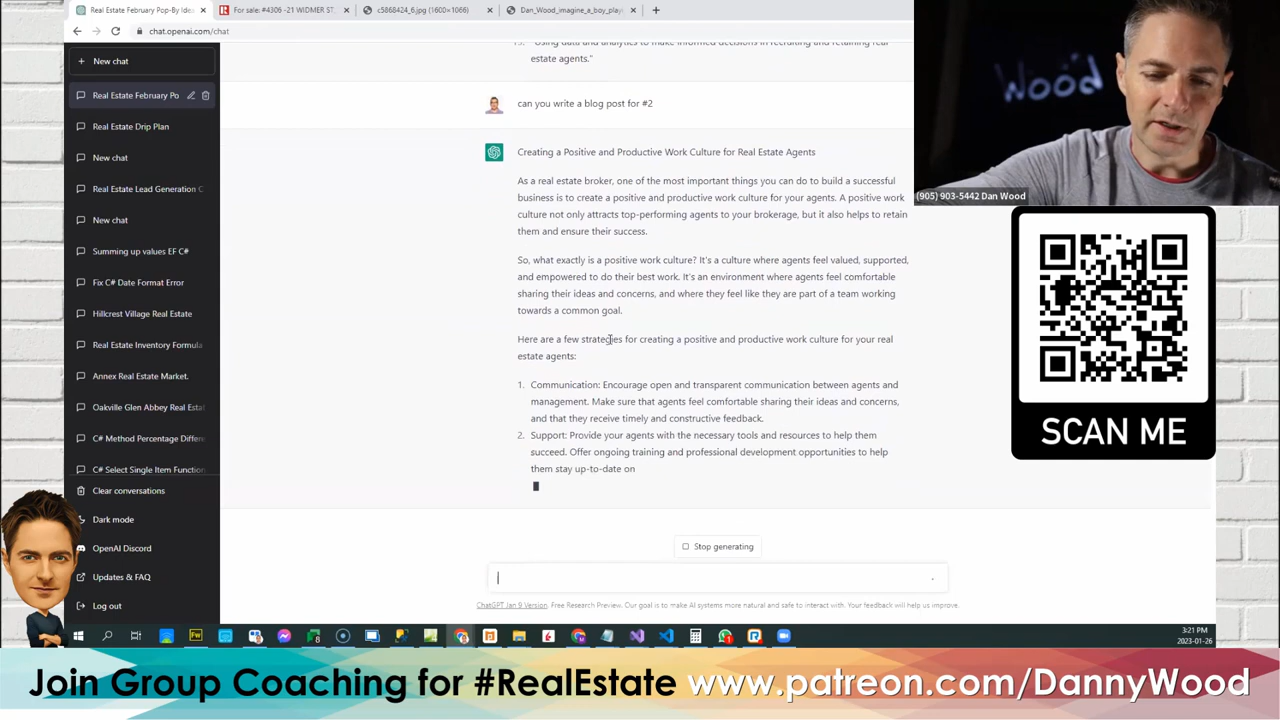 Real Estate February Pop-By Ide
For sale: #4306 -21 WIDMER ST
c5868424_6.jpg (1600×1066)
Dan_Wood_imagine_a_boy_play
chat.openai.com/chat
New chat
Real Estate February Po
Real Estate Drip Plan
New chat
Real Estate Lead Generation C
New chat
Summing up values EF C#
Fix C# Date Format Error
Hillcrest Village Real Estate
Real Estate Inventory Formula
Annex Real Estate Market.
Oakville Glen Abbey Real Estat
C# Method Percentage Differen
C# Select Single Item Function
Clear conversations
Dark mode
OpenAI Discord
Updates & FAQ
Log out
"Using data and analytics to make informed decisions in recruiting and retaining real
estate agents."
can you write a blog post for #2
Creating a Positive and Productive Work Culture for Real Estate Agents
As a real estate broker, one of the most important things you can do to build a successful
business is to create a positive and productive work culture for your agents. A positive work
culture not only attracts top-performing agents to your brokerage, but it also helps to retain
them and ensure their success.
So, what exactly is a positive work culture? It's a culture where agents feel valued, supported,
and empowered to do their best work. It's an environment where agents feel comfortable
sharing their ideas and concerns, and where they feel like they are part of a team working
towards a common goal.
Here are a few strategies for creating a positive and productive work culture for your real
estate agents:
1. Communication: Encourage open and transparent communication between agents and
management. Make sure that agents feel comfortable sharing their ideas and concerns,
and that they receive timely and constructive feedback.
2. Support: Provide your agents with the necessary tools and resources to help them
succeed. Offer ongoing training and professional development opportunities to help
them stay up-to-date on
Stop generating
ChatGPT Jan 9 Version. Free Research Preview. Our goal is to make AI systems more natural and safe to interact with. Your feedback will help us improve.
3:21 PM
2023-01-26
Wood
(905) 903-5442 Dan Wood
SCAN ME
Join Group Coaching for #RealEstate www.patreon.com/DannyWood